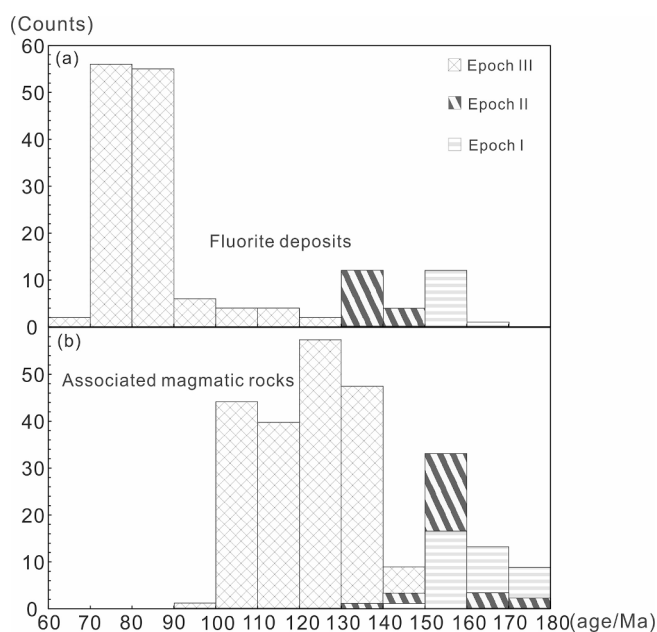 (Counts)
60
(a)
50
40
30
20
10
0
Epoch III
Epoch II
Epoch I
Fluorite deposits
(b)
50
40
30
20
10
0
Associated magmatic rocks
60 70 80 90 100 110 120 130 140 150 160 170 180 (age/Ma)